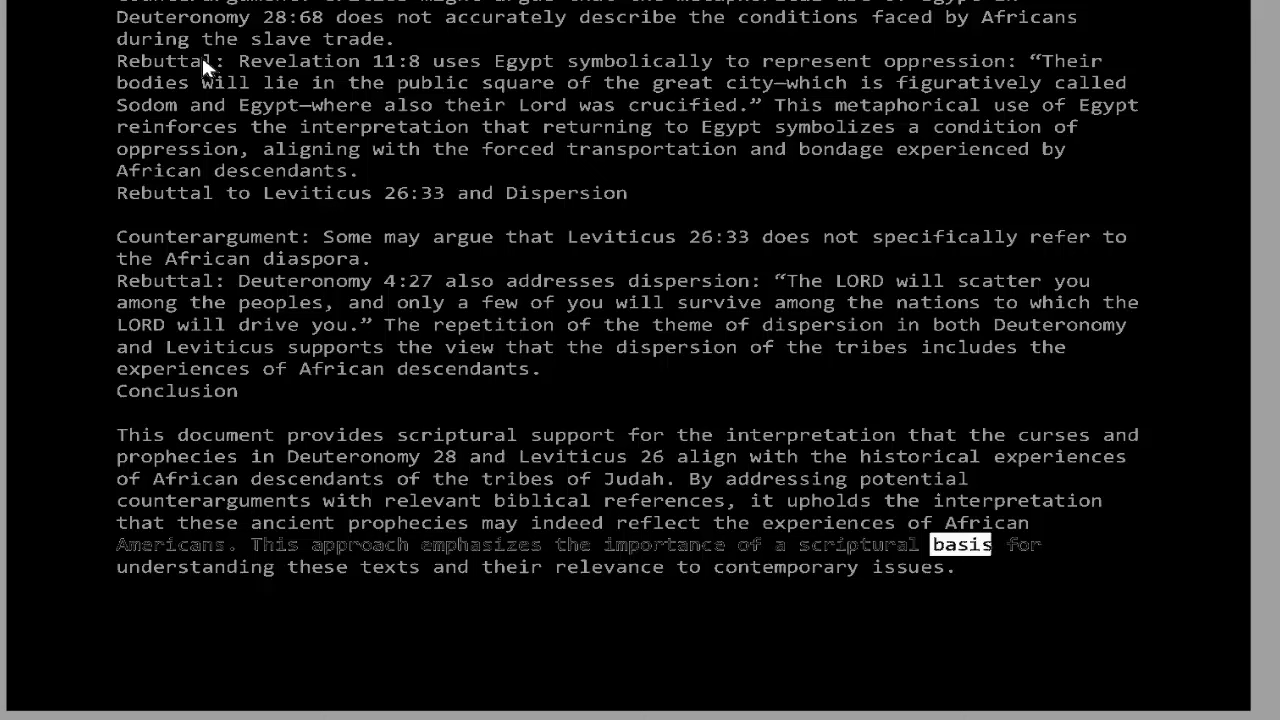 Deuteronomy 28:68 does not accurately describe the conditions faced by Africans
during the slave trade.
Rebuttal: Revelation 11:8 uses Egypt symbolically to represent oppression: “Their
bodies will lie in the public square of the great city—which is figuratively called
Sodom and Egypt—where also their Lord was crucified.” This metaphorical use of Egypt
reinforces the interpretation that returning to Egypt symbolizes a condition of
oppression, aligning with the forced transportation and bondage experienced by
African descendants.
Rebuttal to Leviticus 26:33 and Dispersion
Counterargument: Some may argue that Leviticus 26:33 does not specifically refer to
the African diaspora.
Rebuttal: Deuteronomy 4:27 also addresses dispersion: “The LORD will scatter you
among the peoples, and only a few of you will survive among the nations to which the
LORD will drive you.” The repetition of the theme of dispersion in both Deuteronomy
and Leviticus supports the view that the dispersion of the tribes includes the
experiences of African descendants.
Conclusion
This document provides scriptural support for the interpretation that the curses and
prophecies in Deuteronomy 28 and Leviticus 26 align with the historical experiences
of African descendants of the tribes of Judah. By addressing potential
counterarguments with relevant biblical references, it upholds the interpretation
that these ancient prophecies may indeed reflect the experiences of African
Americans. This approach emphasizes the importance of a scriptural basis for
understanding these texts and their relevance to contemporary issues.